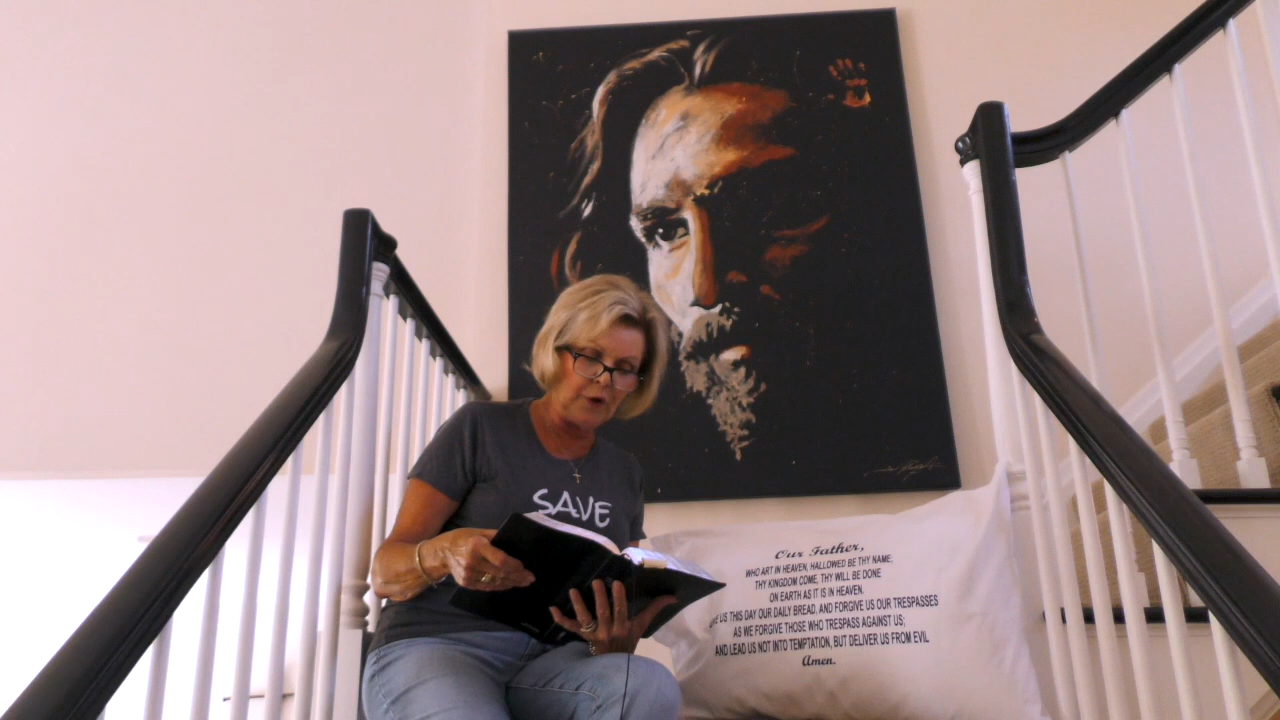 SAVE
Our Father,
WHO ART IN HEAVEN, HALLOWED BE THY NAME;
THY KINGDOM COME, THY WILL BE DONE
ON EARTH AS IT IS IN HEAVEN.
US THIS DAY OUR DAILY BREAD, AND FORGIVE US OUR TRESPASSES
AS WE FORGIVE THOSE WHO TRESPASS AGAINST US;
AND LEAD US NOT INTO TEMPTATION, BUT DELIVER US FROM EVIL
Amen.